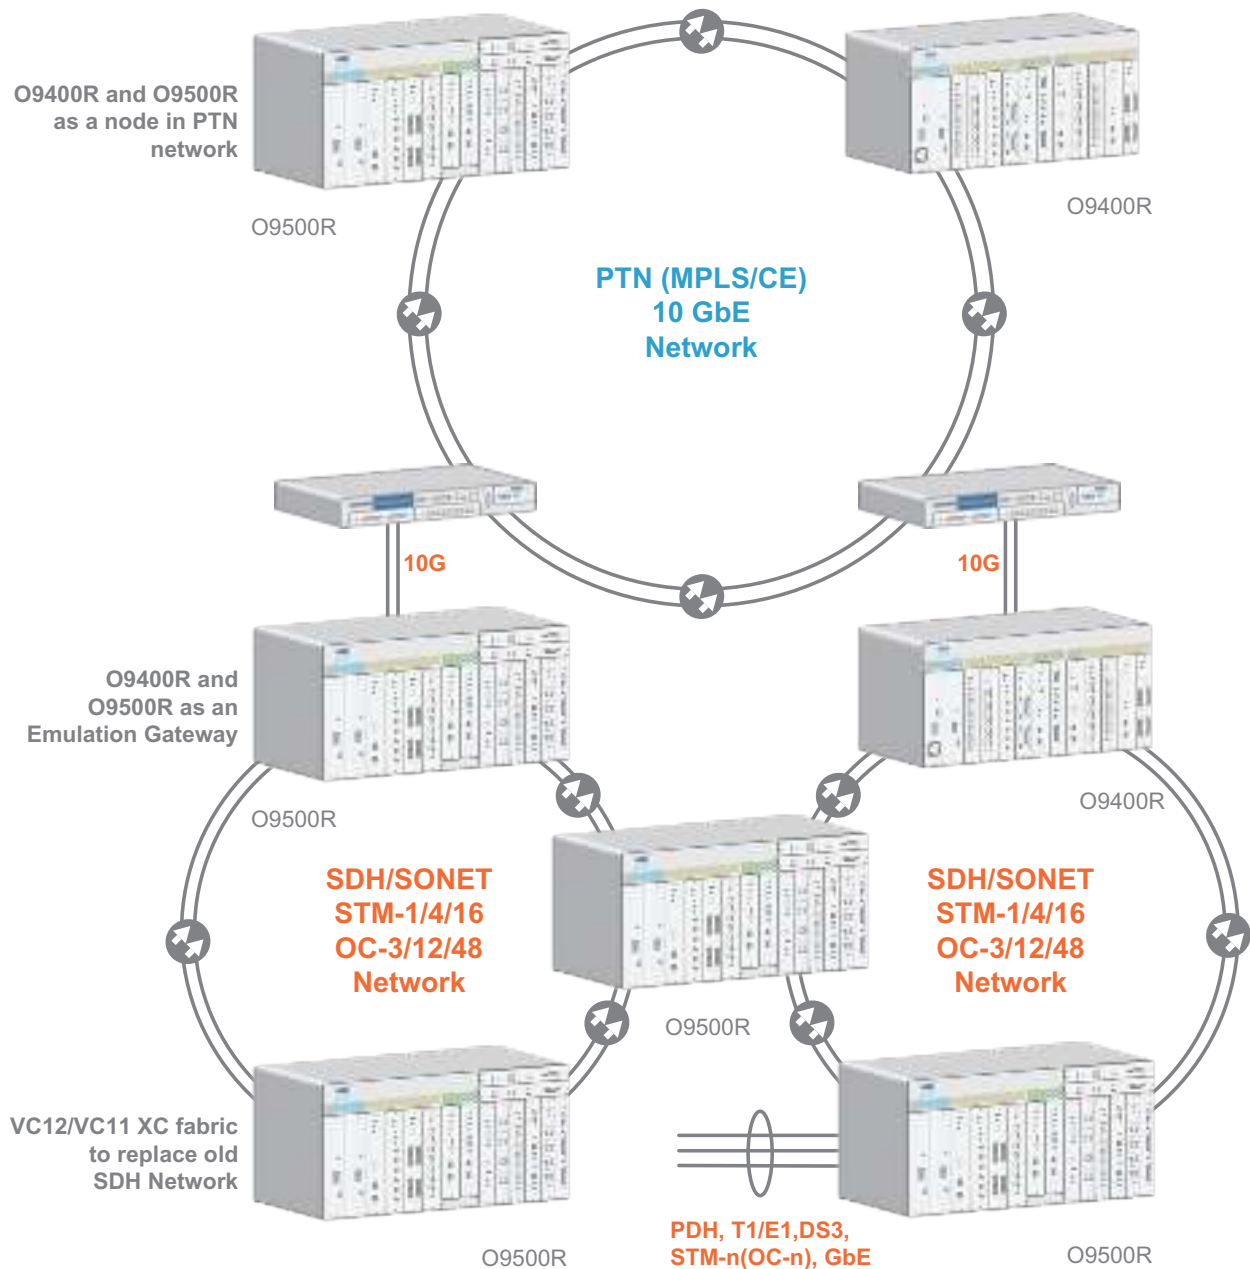 O9400R and O9500R
as a node in PTN
network
O9500R
O9400R
PTN (MPLS/CE)
10 GbE
Network
10G
10G
O9400R and
O9500R as an
Emulation Gateway
O9500R
O9400R
SDH/SONET
STM-1/4/16
OC-3/12/48
Network
SDH/SONET
STM-1/4/16
OC-3/12/48
Network
O9500R
VC12/VC11 XC fabric
to replace old
SDH Network
O9500R
PDH, T1/E1,DS3,
STM-n(OC-n), GbE
O9500R